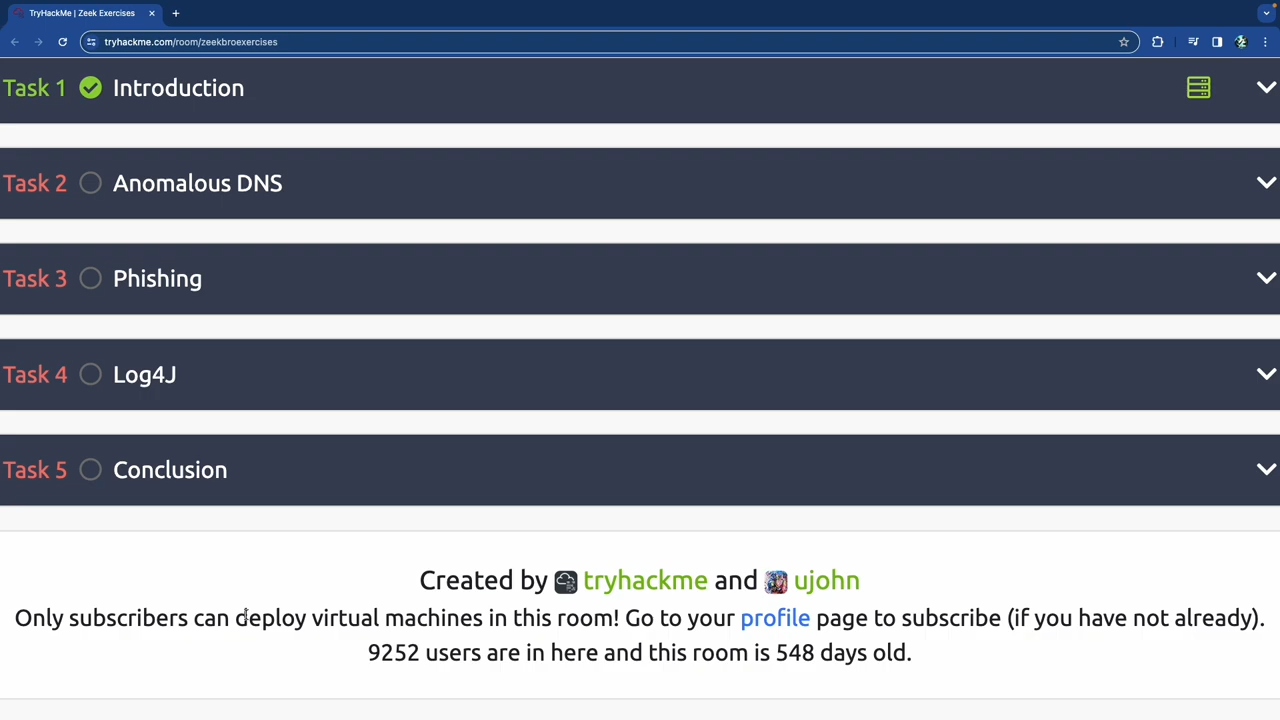 TryHackMe | Zeek Exercises
tryhackme.com/room/zeekbroexercises
Task 1 Introduction
Task 2 Anomalous DNS
Task 3 Phishing
Task 4 Log4J
Task 5 Conclusion
Created by tryhackme and ujohn
Only subscribers can deploy virtual machines in this room! Go to your profile page to subscribe (if you have not already).
9252 users are in here and this room is 548 days old.